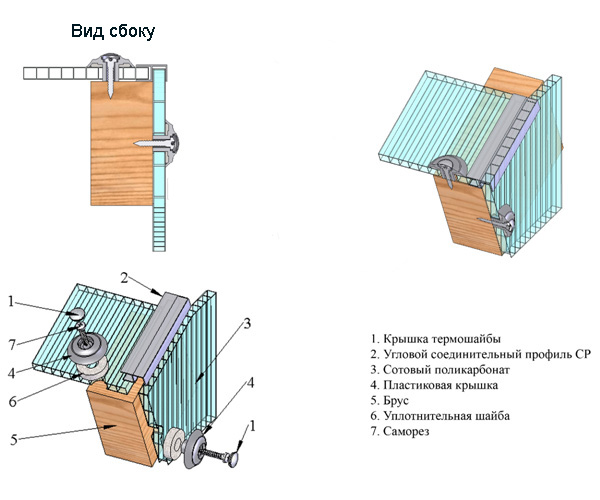 Вид сбоку
1
2
7
3
4
4
6
1
5
1. Крышка термошайбы
2. Угловой соединительный профиль СР
3. Сотовый поликарбонат
4. Пластиковая крышка
5. Брус
6. Уплотнительная шайба
7. Саморез